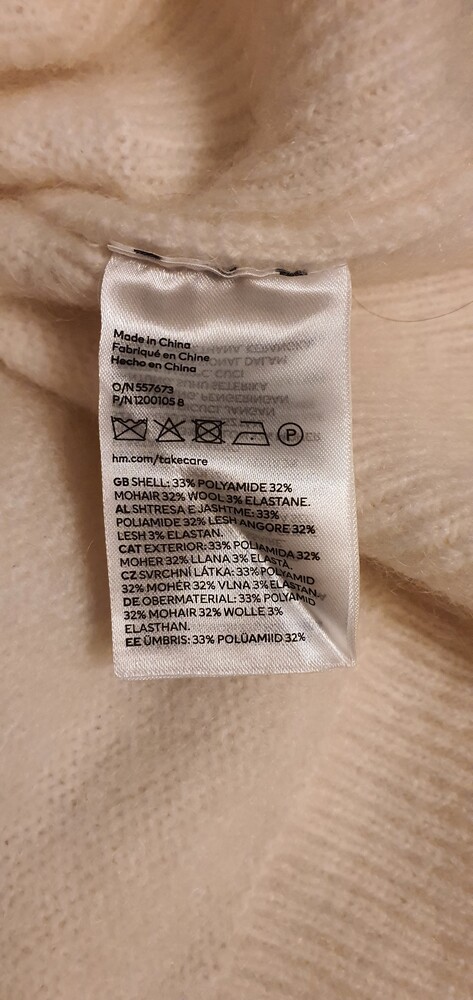 Made in China
Fabriqué en Chine
Hecho en China
O/N 557673
P/N 1200105 8
P
hm.com/takecare
GB SHELL: 33% POLYAMIDE 32%
MOHAIR 32% WOOL 3% ELASTANE.
AL SHTRESA E JASHTME: 33%
POLIAMIDE 32% LESH ANGORE 32%
LESH 3% ELASTAN.
CAT EXTERIOR: 33% POLIAMIDA 32%
MOHER 32% LLANA 3% ELASTÀ.
CZ SVRCHNÍ LÁTKA: 33% POLYAMID
32% MOHÉR 32% VLNA 3% ELASTAN.
DE OBERMATERIAL: 33% POLYAMID
32% MOHAIR 32% WOLLE 3%
ELASTHAN.
EE ÜMBRIS: 33% POLÜAMIID 32%